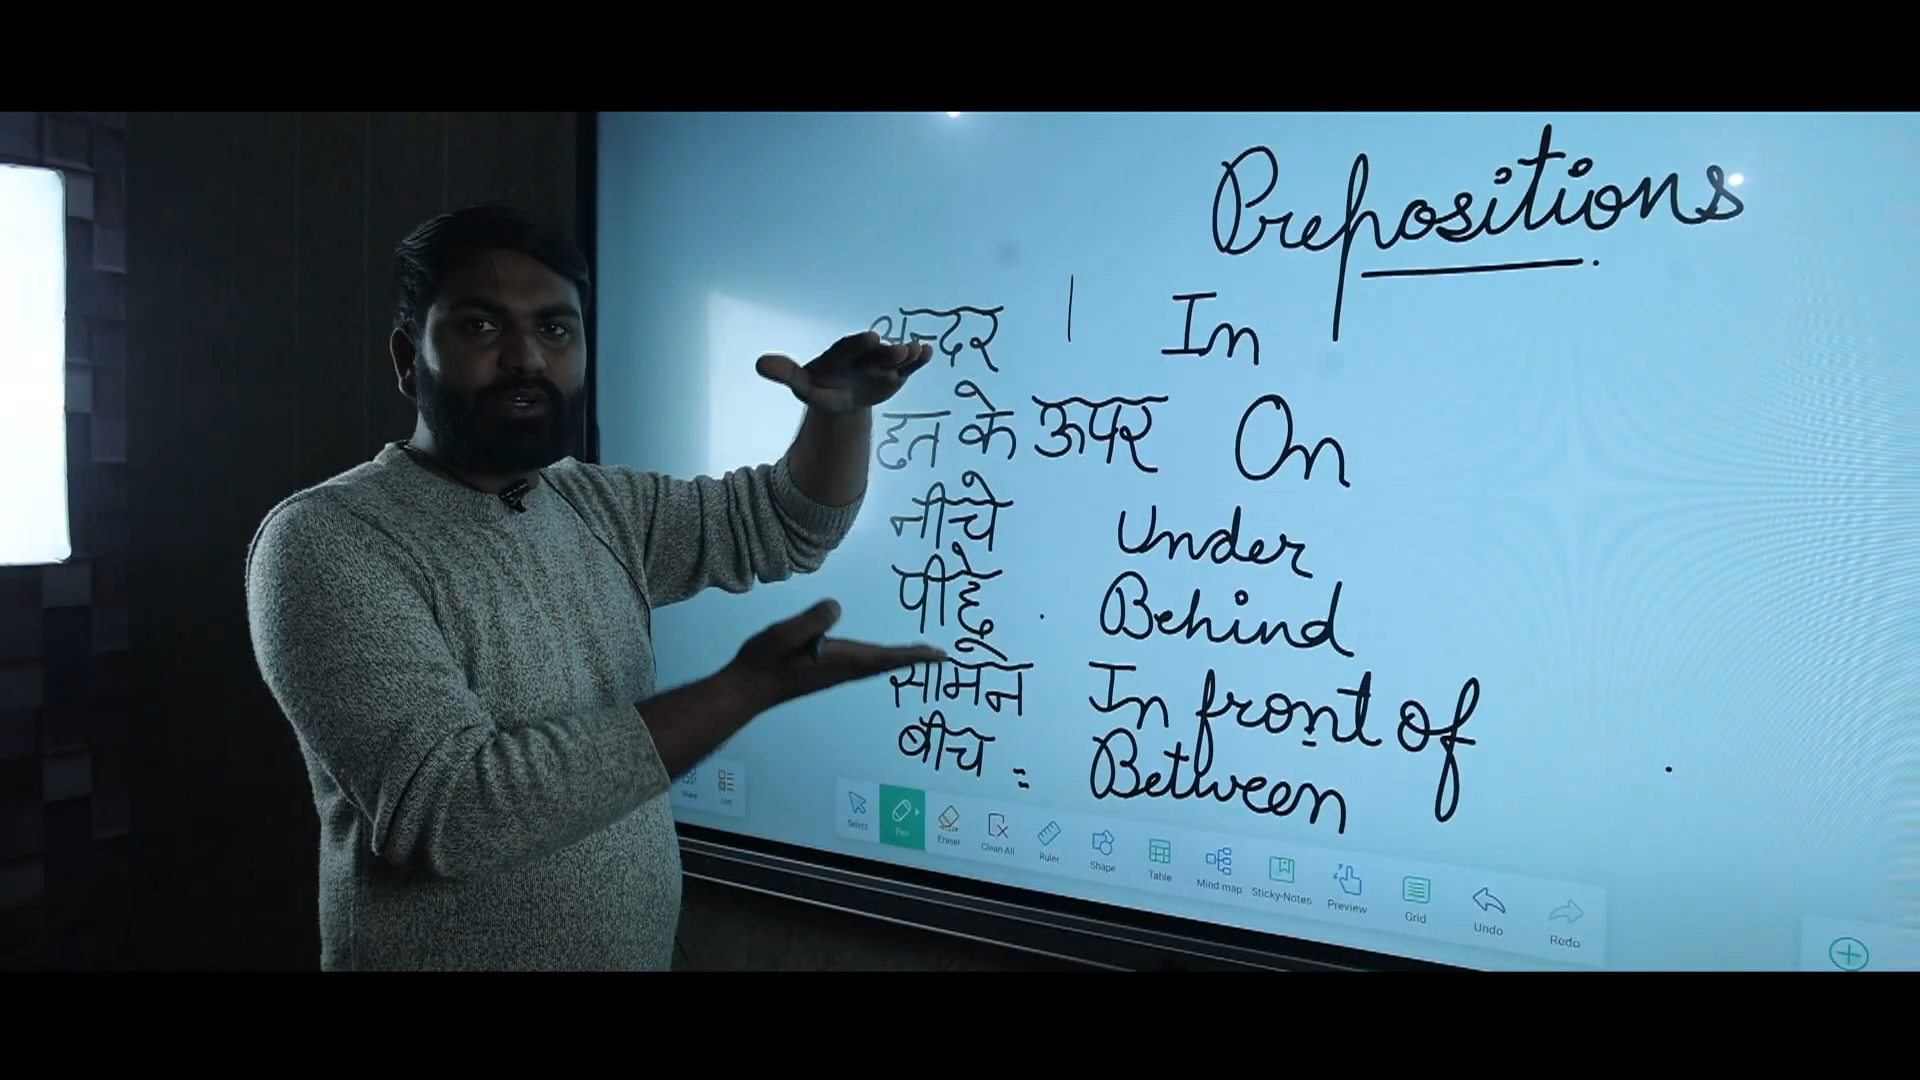 Prepositions
अन्दर | In
के ऊपर On
नीचे Under
पीछे . Behind
सामने In front of
बीच = Between
List
Select
Pen
Eraser
Clean All
Ruler
Shape
Table
Mind map
Sticky-Notes
Preview
Grid
Undo
Redo